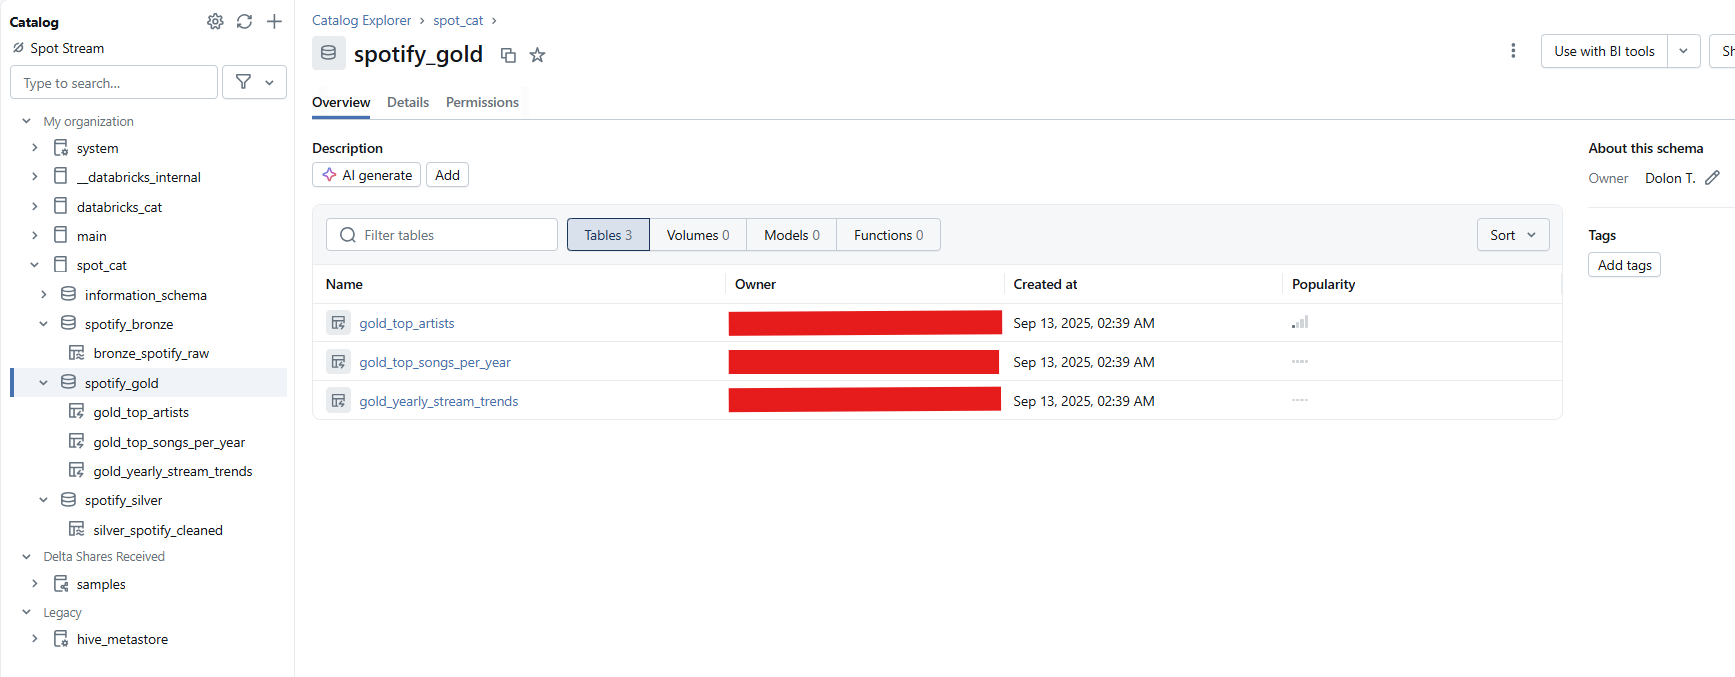 Catalog
Spot Stream
Type to search...
My organization
system
__databricks_internal
databricks_cat
main
spot_cat
information_schema
spotify_bronze
bronze_spotify_raw
spotify_gold
gold_top_artists
gold_top_songs_per_year
gold_yearly_stream_trends
spotify_silver
silver_spotify_cleaned
Delta Shares Received
samples
Legacy
hive_metastore
Catalog Explorer > spot_cat >
spotify_gold
Use with BI tools
Sh
Overview Details Permissions
Description
AI generate Add
Filter tables Tables 3 Volumes 0 Models 0 Functions 0 Sort
Name Owner Created at Popularity
gold_top_artists Sep 13, 2025, 02:39 AM
gold_top_songs_per_year Sep 13, 2025, 02:39 AM
gold_yearly_stream_trends Sep 13, 2025, 02:39 AM
About this schema
Owner Dolon T.
Tags
Add tags